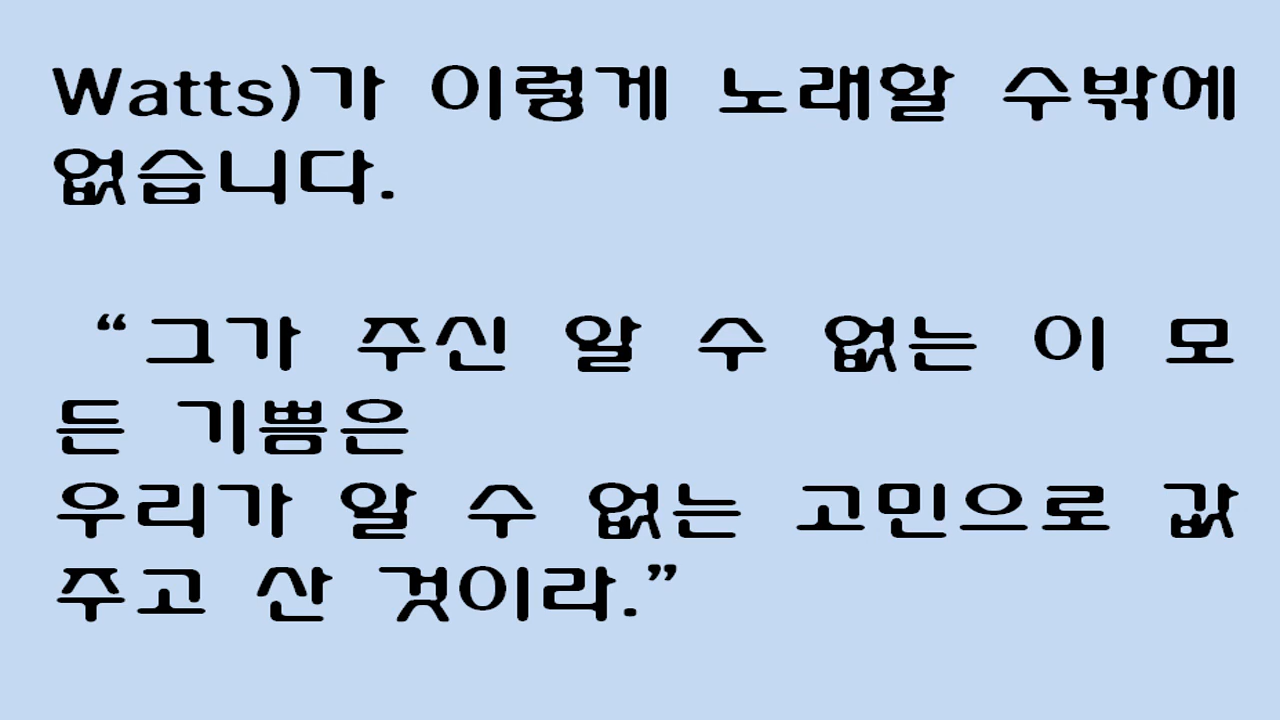 Watts)가 이렇게 노래할 수밖에
없습니다.
“그가 주신 알 수 없는 이 모
든 기쁨은
우리가 알 수 없는 고민으로 값
주고 산 것이라.”